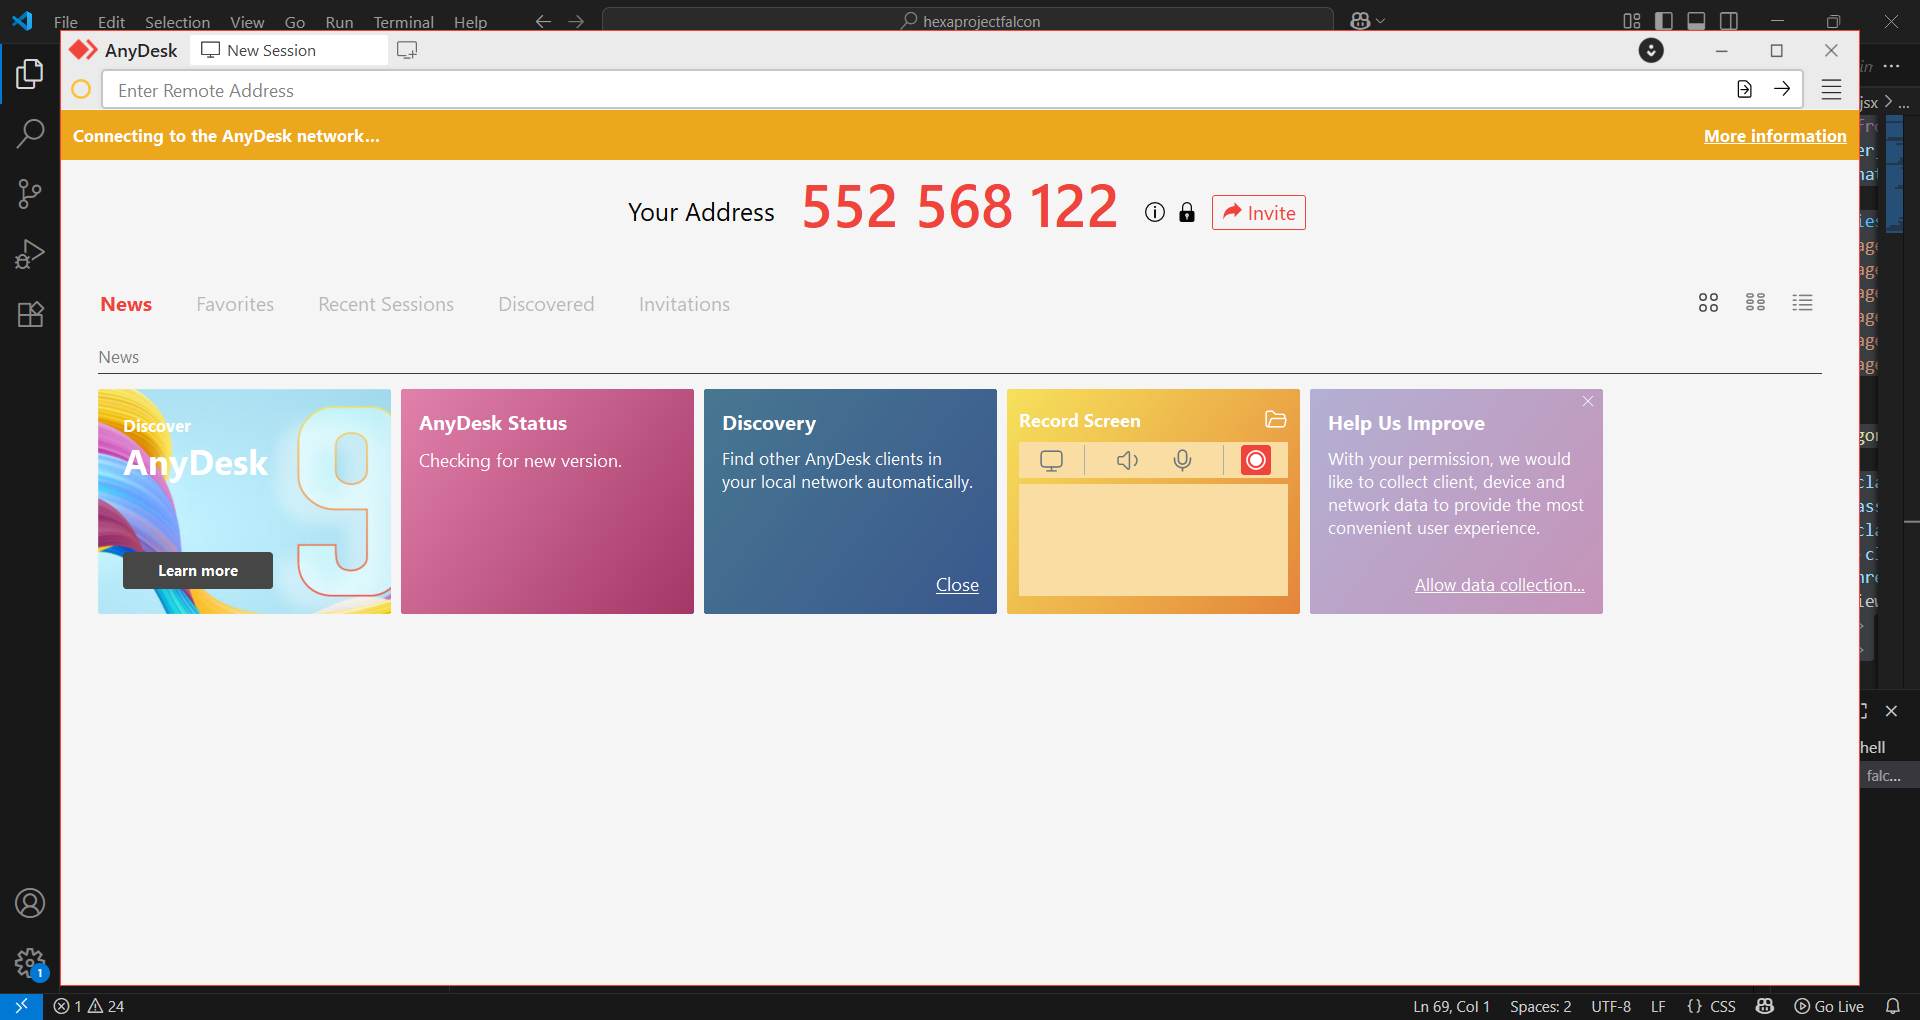 File Edit Selection View Go Run Terminal Help
hexaprojectfalcon
AnyDesk
New Session
Enter Remote Address
Connecting to the AnyDesk network...
More information
Your Address 552 568 122
Invite
News Favorites Recent Sessions Discovered Invitations
News
Discover
AnyDesk
9
Learn more
AnyDesk Status
Checking for new version.
Discovery
Find other AnyDesk clients in
your local network automatically.
Close
Record Screen
Help Us Improve
With your permission, we would
like to collect client, device and
network data to provide the most
convenient user experience.
Allow data collection...
jsx > ...
hell
falc...
1
1 24
Ln 69, Col 1 Spaces: 2 UTF-8 LF {} CSS Go Live